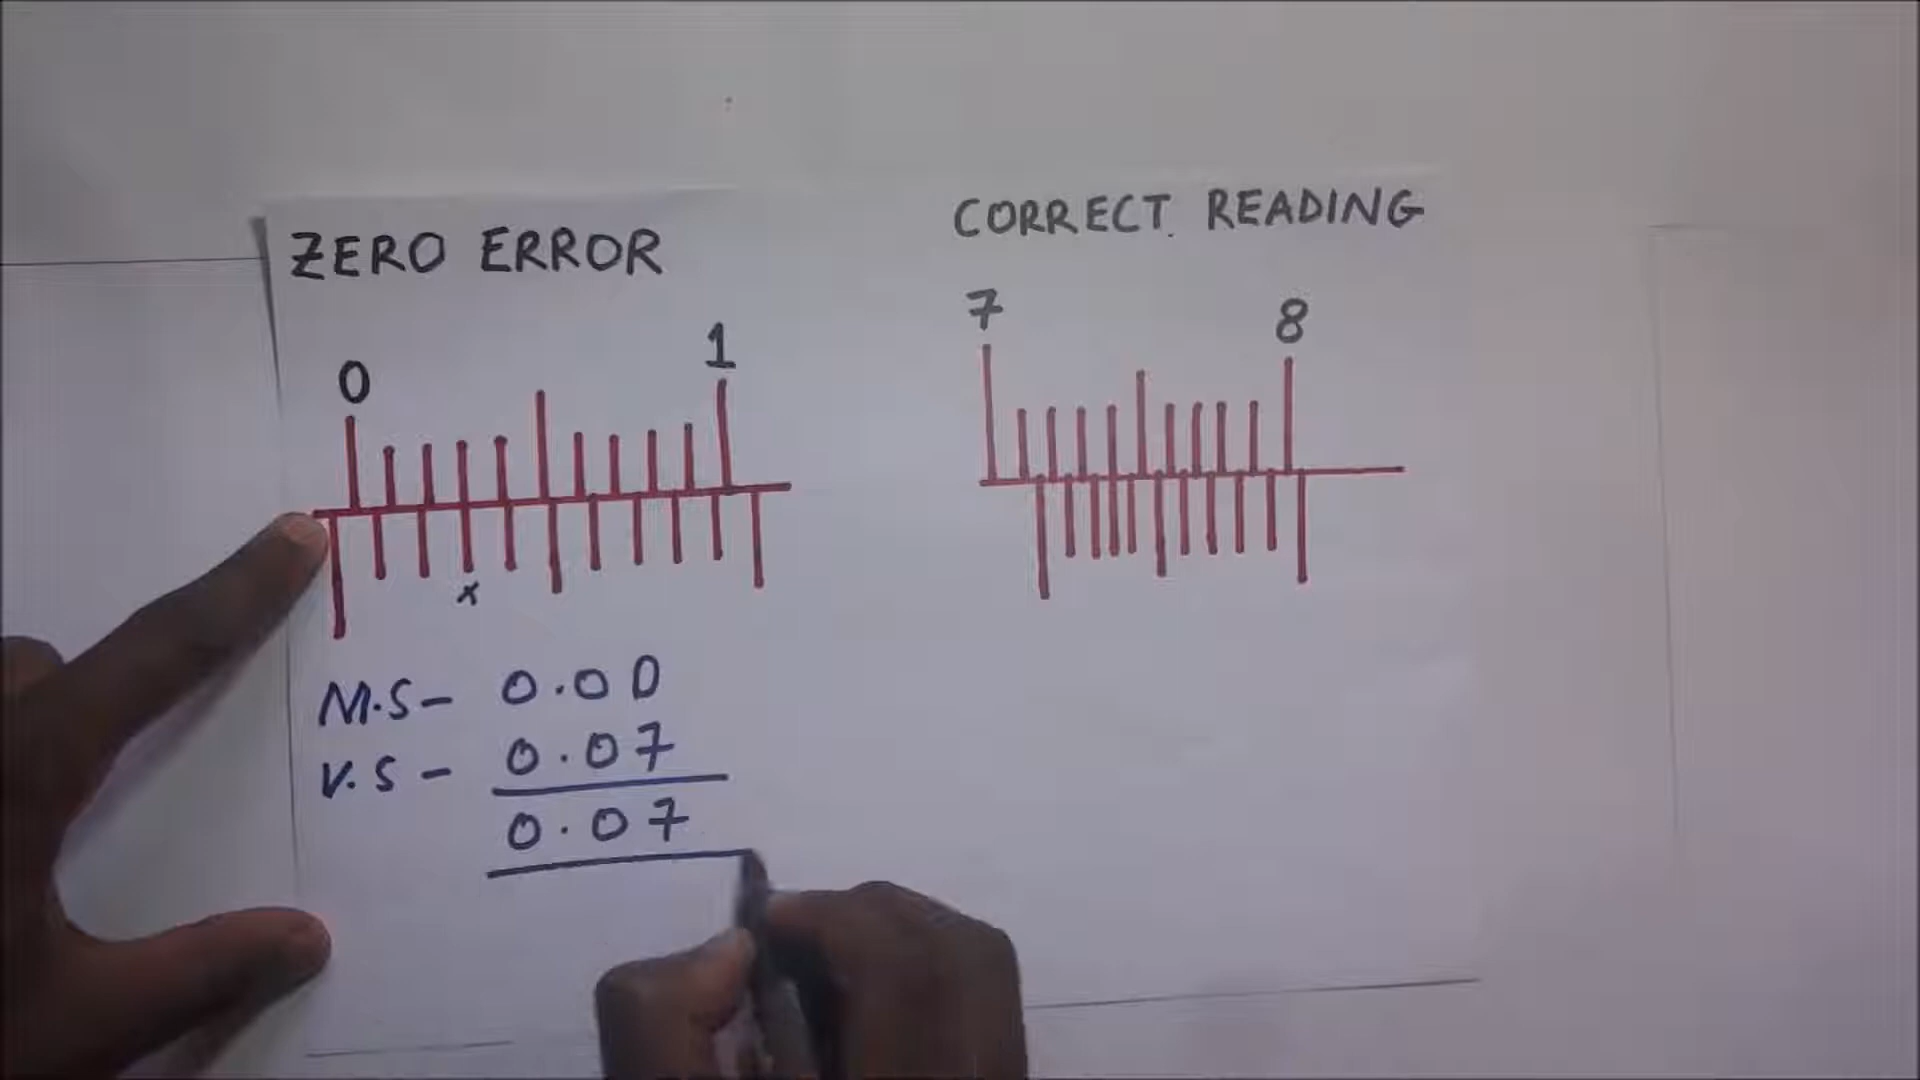 ZERO ERROR
0 1
M.S- 0.00
V.S- 0.07
0.07
CORRECT. READING
7 8
x